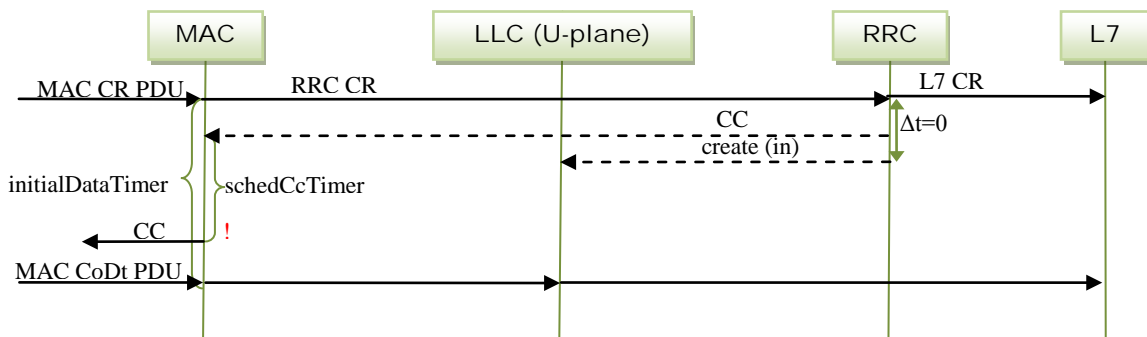 MAC
LLC (U-plane)
RRC
L7
MAC CR PDU
RRC CR
L7 CR
CC
Δt=0
create (in)
initialDataTimer
schedCcTimer
CC
!
MAC CoDt PDU